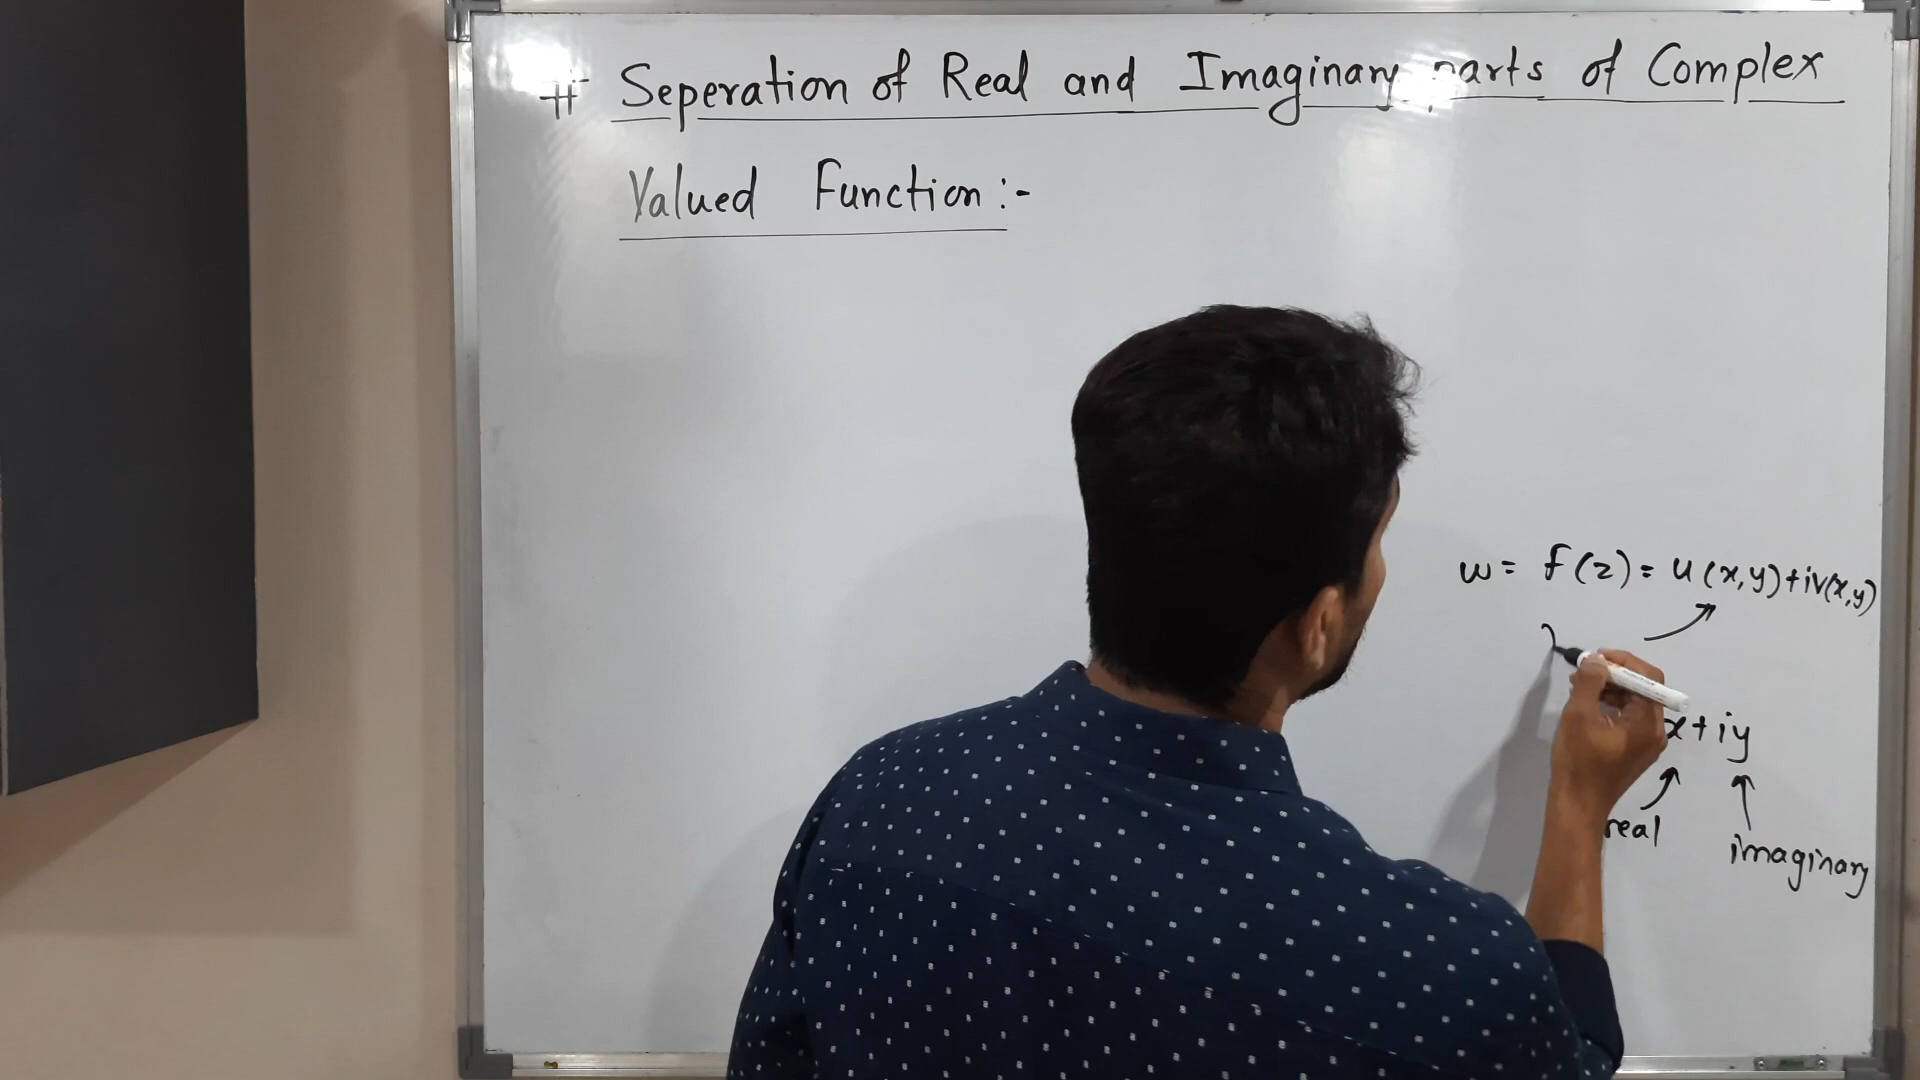 # Seperation of Real and Imaginary parts of Complex
Valued Function :-
w = f(z) = u(x,y)+iv(x,y)
x + iy
real
imaginary